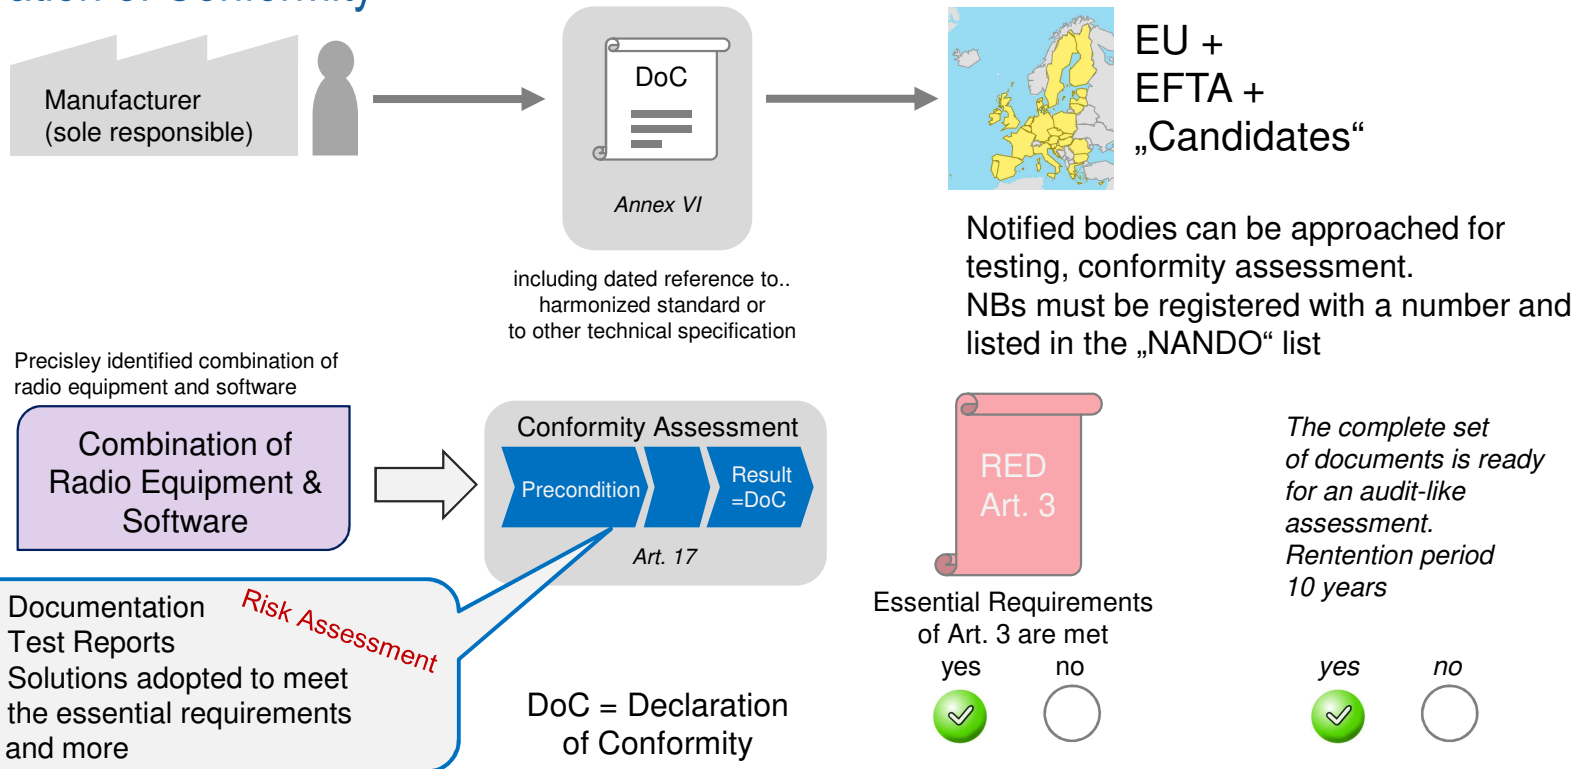 ation of Conformity
Manufacturer
(sole responsible)
DoC
Annex VI
including dated reference to..
harmonized standard or
to other technical specification
EU +
EFTA +
„Candidates“
Notified bodies can be approached for
testing, conformity assessment.
NBs must be registered with a number and
listed in the „NANDO“ list
Precisley identified combination of
radio equipment and software
Combination of
Radio Equipment &
Software
Conformity Assessment
Precondition
Result
=DoC
Art. 17
RED
Art. 3
Essential Requirements
of Art. 3 are met
yes no
The complete set
of documents is ready
for an audit-like
assessment.
Rentention period
10 years
yes no
Documentation
Test Reports
Solutions adopted to meet
the essential requirements
and more
Risk Assessment
DoC = Declaration
of Conformity